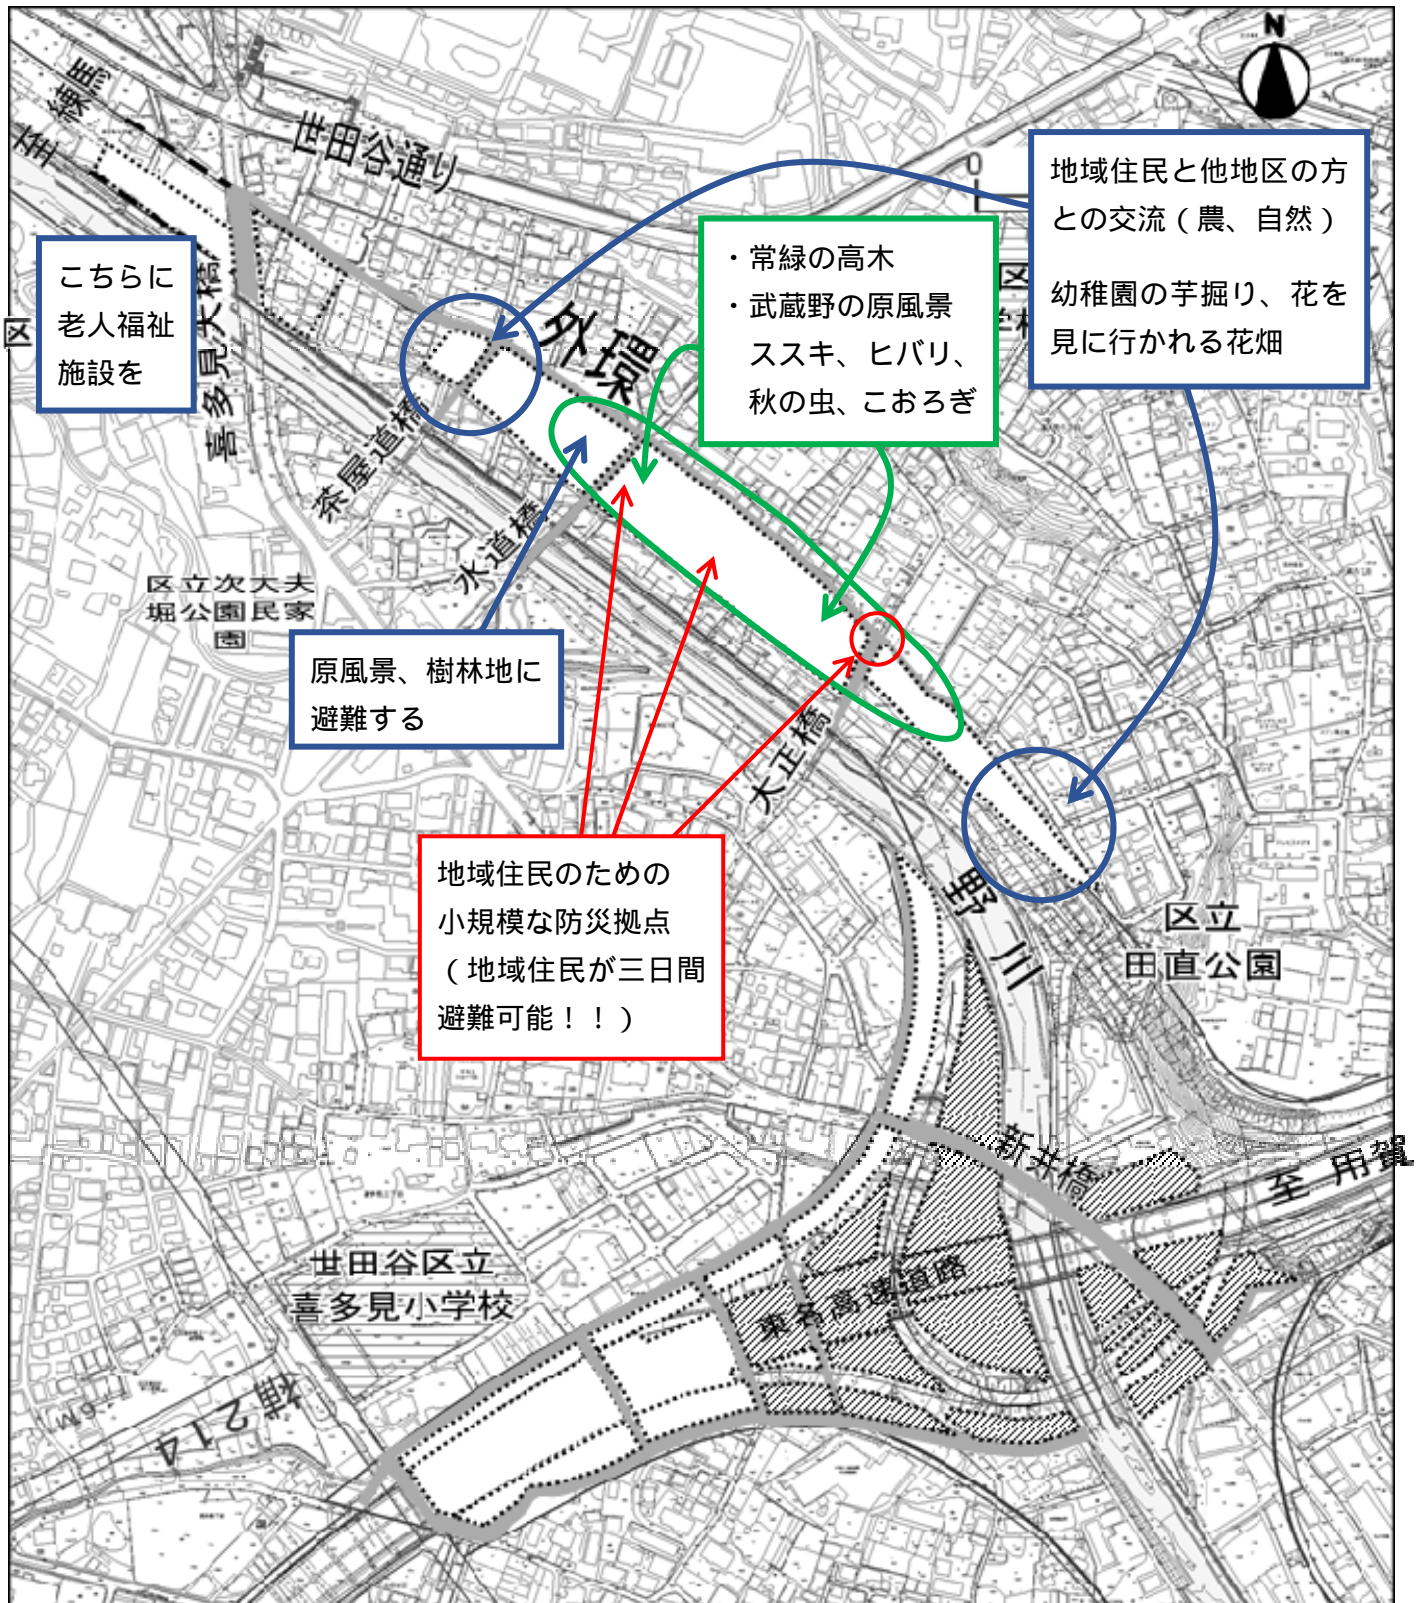 N
至 練馬
世田谷通り
0
地域住民と他地区の方
との交流（農、自然）
幼稚園の芋掘り、花を
見に行かれる花畑
・常緑の高木
・武蔵野の原風景
ススキ、ヒバリ、
秋の虫、こおろぎ
こちらに
老人福祉
施設を
区
区
喜多見大橋
外環
茶屋道橋
水道橋
区立次大夫
堀公園民家
園
原風景、樹林地に
避難する
大正橋
地域住民のための
小規模な防災拠点
（地域住民が三日間
避難可能！！）
野川
区立
田直公園
新井橋
至 用賀
世田谷区立
喜多見小学校
東名高速道路
補214